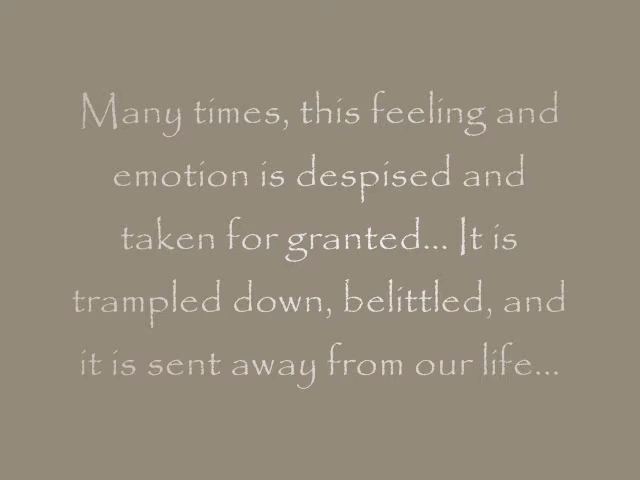 Many times, this feeling and
emotion is despised and
taken for granted... It is
trampled down, belittled, and
it is sent away from our life...